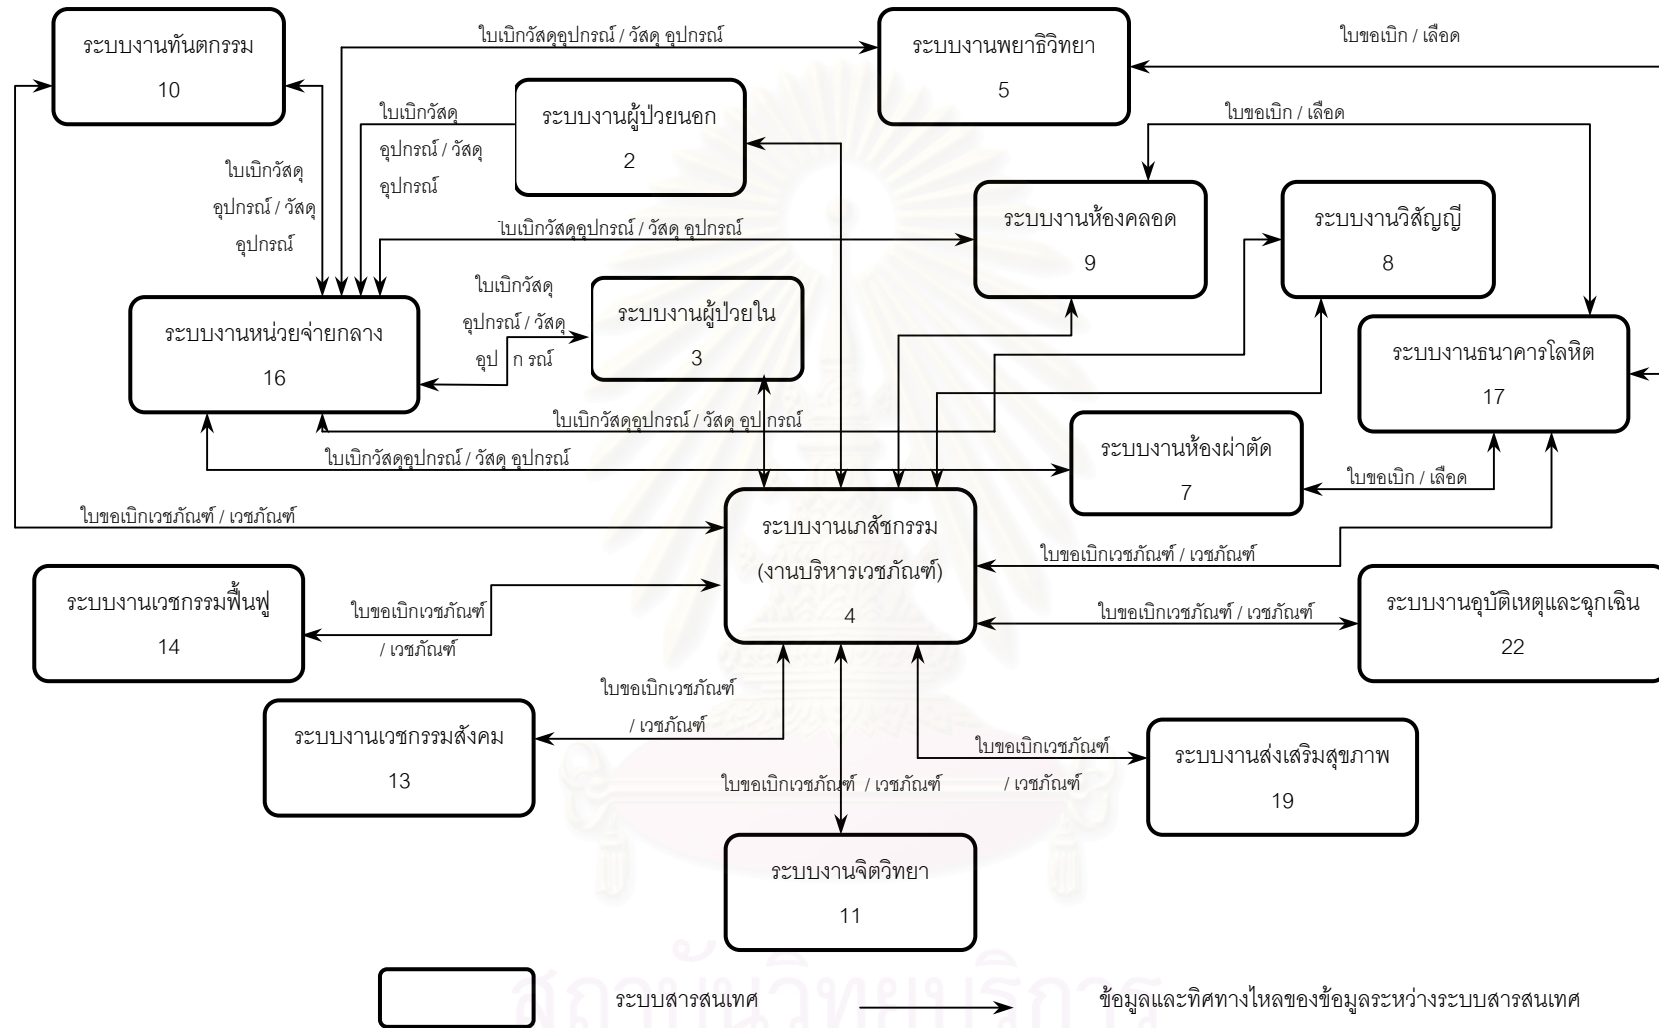 ระบบงานทันตกรรม
10
ใบเบิกวัสดุอุปกรณ์ / วัสดุ อุปกรณ์
ระบบงานพยาธิวิทยา
5
ใบขอเบิก / เลือด
ใบเบิกวัสดุ
อุปกรณ์ / วัสดุ
อุปกรณ์
ระบบงานผู้ป่วยนอก
2
ใบขอเบิก / เลือด
ใบเบิกวัสดุ
อุปกรณ์ / วัสดุ
อุปกรณ์
ใบเบิกวัสดุอุปกรณ์ / วัสดุ อุปกรณ์
ระบบงานห้องคลอด
9
ระบบงานวิสัญญี
8
ใบเบิกวัสดุ
อุปกรณ์ / วัสดุ
อุปกรณ์
ระบบงานผู้ป่วยใน
3
ระบบงานหน่วยจ่ายกลาง
16
ระบบงานธนาคารโลหิต
17
ใบเบิกวัสดุอุปกรณ์ / วัสดุ อุปกรณ์
ใบเบิกวัสดุอุปกรณ์ / วัสดุ อุปกรณ์
ระบบงานห้องผ่าตัด
7
ใบขอเบิก / เลือด
ใบขอเบิกเวชภัณฑ์ / เวชภัณฑ์
ระบบงานเภสัชกรรม
(งานบริหารเวชภัณฑ์)
4
ใบขอเบิกเวชภัณฑ์ / เวชภัณฑ์
ระบบงานเวชกรรมฟื้นฟู
14
ใบขอเบิกเวชภัณฑ์
/ เวชภัณฑ์
ใบขอเบิกเวชภัณฑ์ / เวชภัณฑ์
ระบบงานอุบัติเหตุและฉุกเฉิน
22
ใบขอเบิกเวชภัณฑ์
/ เวชภัณฑ์
ระบบงานเวชกรรมสังคม
13
ใบขอเบิกเวชภัณฑ์ / เวชภัณฑ์
ใบขอเบิกเวชภัณฑ์
/ เวชภัณฑ์
ระบบงานส่งเสริมสุขภาพ
19
ระบบงานจิตวิทยา
11
สถาบันวิทยบริการ
ระบบสารสนเทศ
ข้อมูลและทิศทางไหลของข้อมูลระหว่างระบบสารสนเทศ